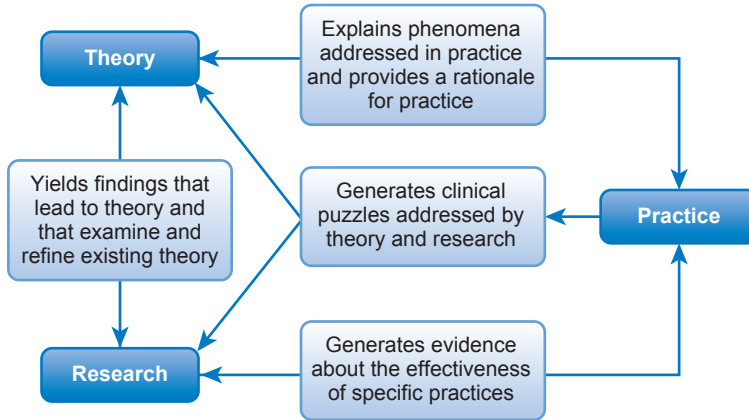 Theory
Explains phenomena
addressed in practice
and provides a rationale
for practice
Yields findings that
lead to theory and
that examine and
refine existing theory
Generates clinical
puzzles addressed by
theory and research
Practice
Research
Generates evidence
about the effectiveness
of specific practices